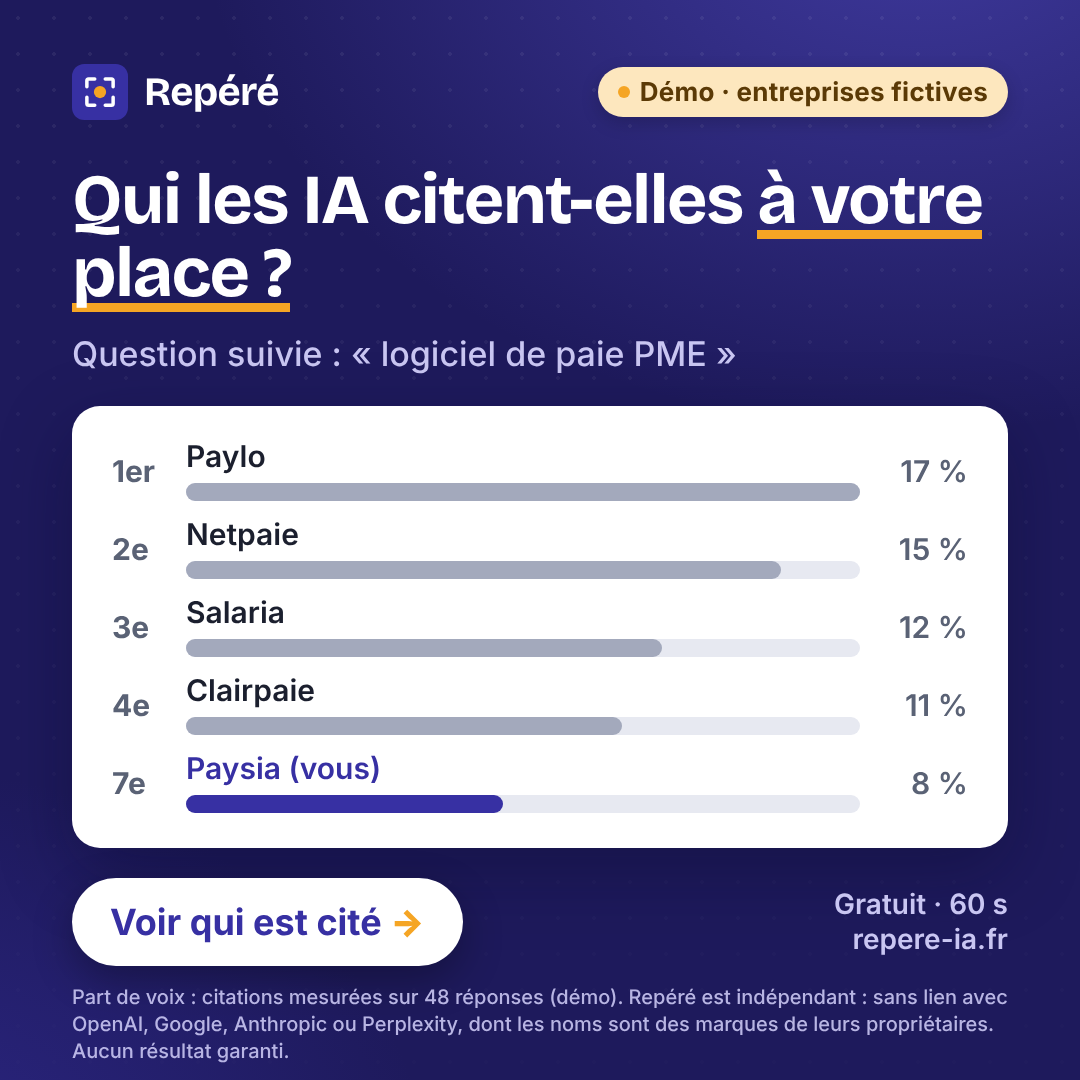 Repéré
Démo · entreprises fictives
Qui les IA citent-elles à votre
place ?
Question suivie : « logiciel de paie PME »
1er Paylo 17 %
2e Netpaie 15 %
3e Salaria 12 %
4e Clairpaie 11 %
7e Paysia (vous) 8 %
Voir qui est cité →
Gratuit · 60 s
repere-ia.fr
Part de voix : citations mesurées sur 48 réponses (démo). Repéré est indépendant : sans lien avec
OpenAI, Google, Anthropic ou Perplexity, dont les noms sont des marques de leurs propriétaires.
Aucun résultat garanti.